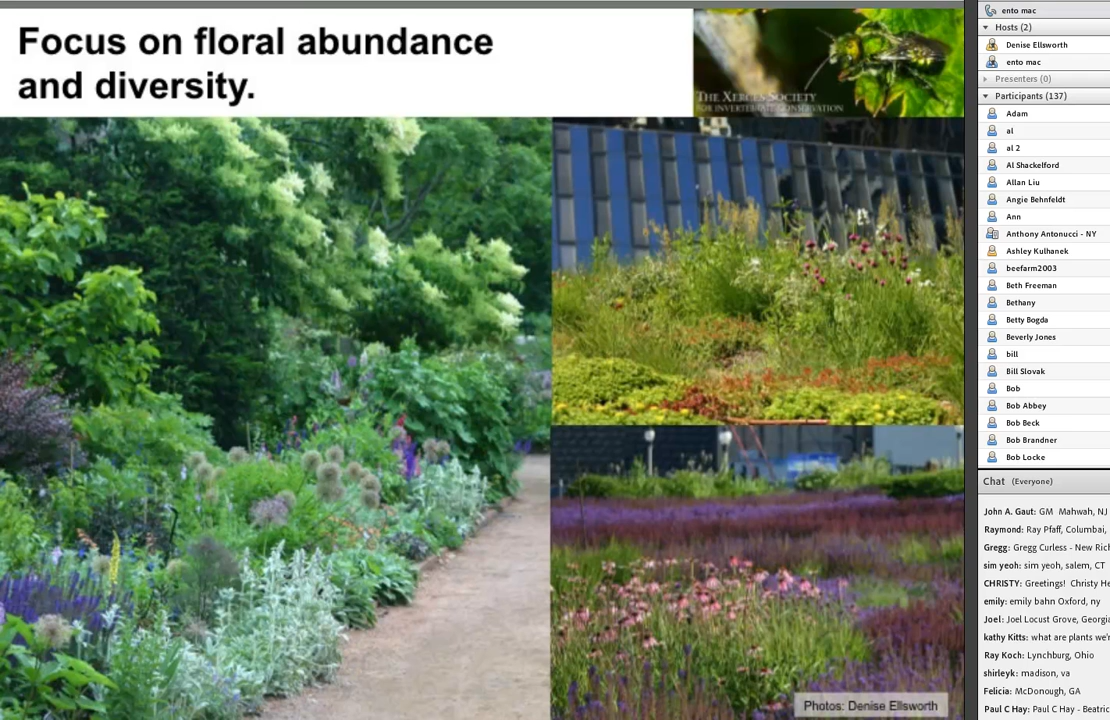 Focus on floral abundance
and diversity.
THE XERCES SOCIETY
FOR INVERTEBRATE CONSERVATION
Photos: Denise Ellsworth
ento mac
Hosts (2)
Denise Ellsworth
ento mac
Presenters (0)
Participants (137)
Adam
al
al 2
Al Shackelford
Allan Liu
Angie Behnfeldt
Ann
Anthony Antonucci - NY
Ashley Kulhanek
beefarm2003
Beth Freeman
Bethany
Betty Bogda
Beverly Jones
bill
Bill Slovak
Bob
Bob Abbey
Bob Beck
Bob Brandner
Bob Locke
Chat (Everyone)
John A. Gaut: GM Mahwah, NJ
Raymond: Ray Pfaff, Columbai,
Gregg: Gregg Curless - New Rich
sim yeoh: sim yeoh, salem, CT
CHRISTY: Greetings! Christy He
emily: emily bahn Oxford, ny
Joel: Joel Locust Grove, Georgia
kathy Kitts: what are plants we'r
Ray Koch: Lynchburg, Ohio
shirleyk: madison, va
Felicia: McDonough, GA
Paul C Hay: Paul C Hay - Beatric